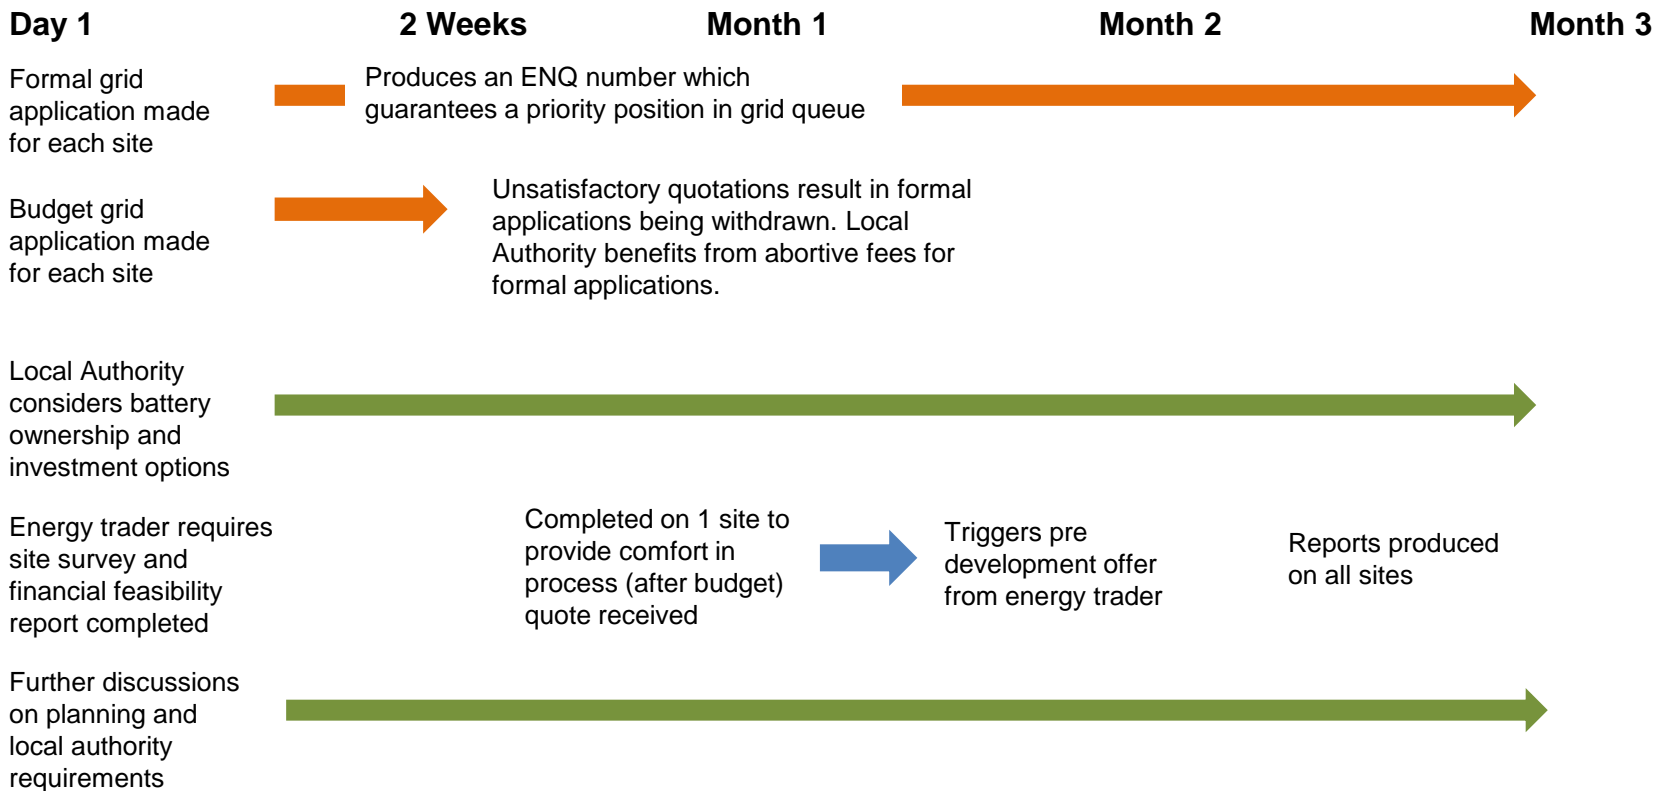 Day 1
2 Weeks
Month 1
Month 2
Month 3
Formal grid
application made
for each site
Produces an ENQ number which
guarantees a priority position in grid queue
Budget grid
application made
for each site
Unsatisfactory quotations result in formal
applications being withdrawn. Local
Authority benefits from abortive fees for
formal applications.
Local Authority
considers battery
ownership and
investment options
Energy trader requires
site survey and
financial feasibility
report completed
Completed on 1 site to
provide comfort in
process (after budget)
quote received
Triggers pre
development offer
from energy trader
Reports produced
on all sites
Further discussions
on planning and
local authority
requirements